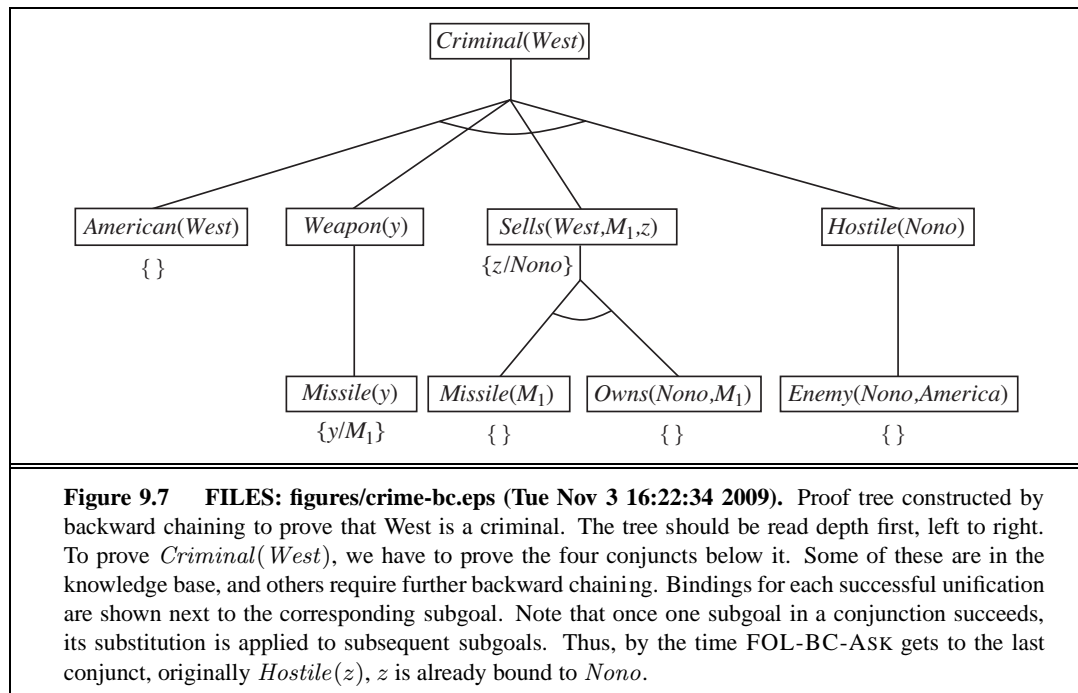 Criminal(West)
American(West) Weapon(y) Sells(West,M₁,z) Hostile(Nono)
{ } {z/Nono}
Missile(y) Missile(M₁) Owns(Nono,M₁) Enemy(Nono,America)
{y/M₁} { } { } { }
Figure 9.7 FILES: figures/crime-bc.eps (Tue Nov 3 16:22:34 2009). Proof tree constructed by
backward chaining to prove that West is a criminal. The tree should be read depth first, left to right.
To prove Criminal(West), we have to prove the four conjuncts below it. Some of these are in the
knowledge base, and others require further backward chaining. Bindings for each successful unification
are shown next to the corresponding subgoal. Note that once one subgoal in a conjunction succeeds,
its substitution is applied to subsequent subgoals. Thus, by the time FOL-BC-ASK gets to the last
conjunct, originally Hostile(z), z is already bound to Nono.